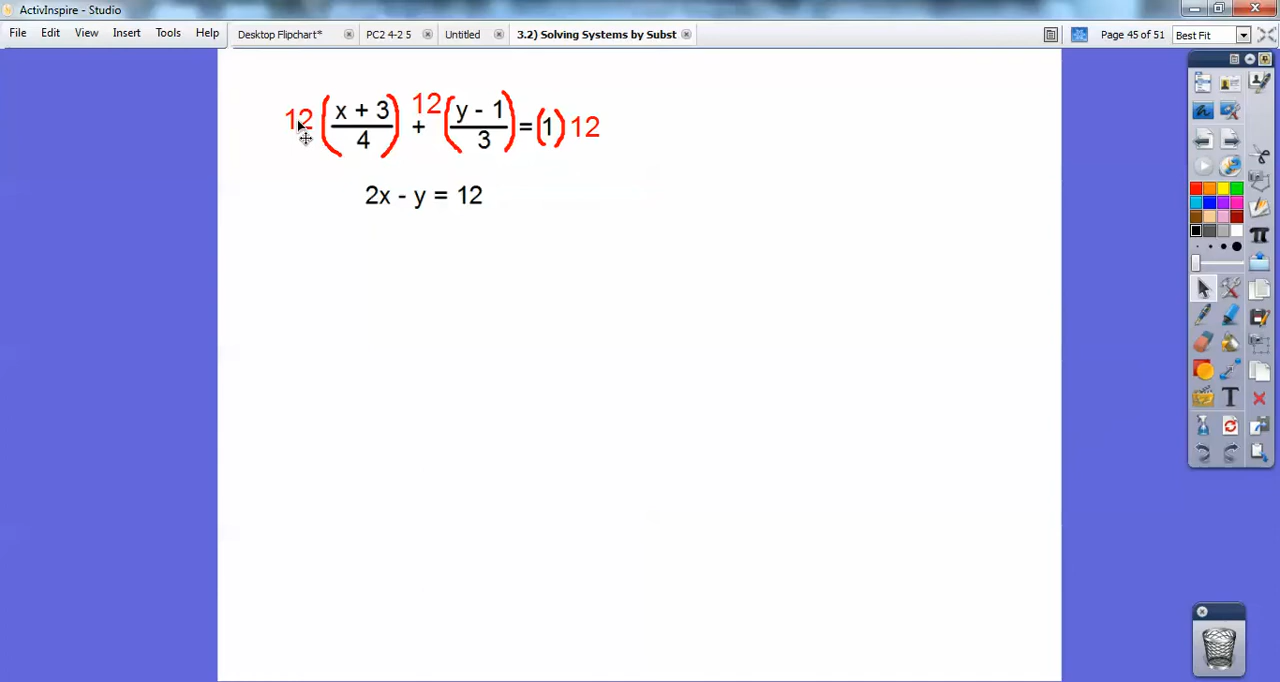 ActivInspire - Studio
File Edit View Insert Tools Help Desktop Flipchart* PC2 4-2 5 Untitled 3.2) Solving Systems by Subst Page 45 of 51 Best Fit
12 (x + 3 / 4) + 12 (y - 1 / 3) = (1) 12
2x - y = 12